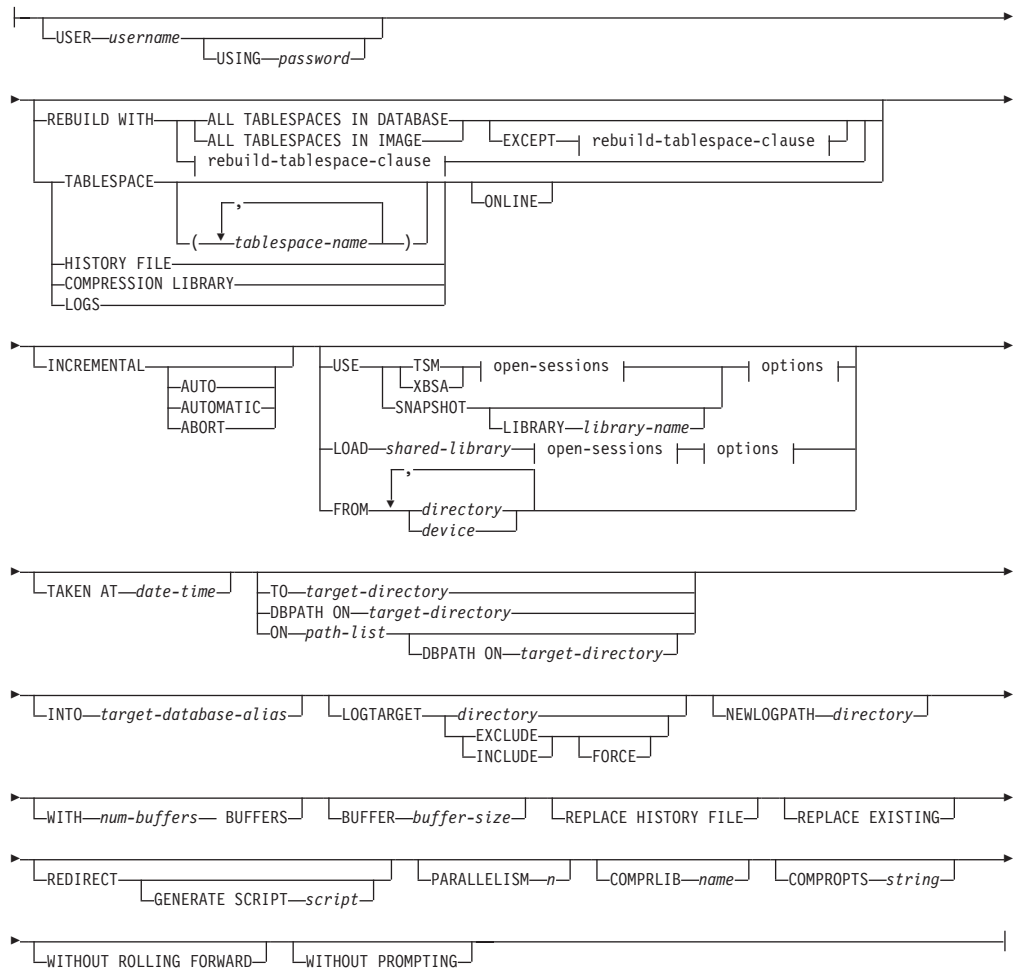 USER username
USING password
REBUILD WITH ALL TABLESPACES IN DATABASE
ALL TABLESPACES IN IMAGE EXCEPT rebuild-tablespace-clause
rebuild-tablespace-clause
TABLESPACE
ONLINE
,
( tablespace-name )
HISTORY FILE
COMPRESSION LIBRARY
LOGS
INCREMENTAL
AUTO
AUTOMATIC
ABORT
USE TSM open-sessions options
XBSA
SNAPSHOT
LIBRARY library-name
LOAD shared-library open-sessions options
,
FROM directory
device
TAKEN AT date-time
TO target-directory
DBPATH ON target-directory
ON path-list
DBPATH ON target-directory
INTO target-database-alias LOGTARGET directory NEWLOGPATH directory
EXCLUDE
INCLUDE FORCE
WITH num-buffers BUFFERS BUFFER buffer-size REPLACE HISTORY FILE REPLACE EXISTING
REDIRECT PARALLELISM n COMPRLIB name COMPROPTS string
GENERATE SCRIPT script
WITHOUT ROLLING FORWARD WITHOUT PROMPTING